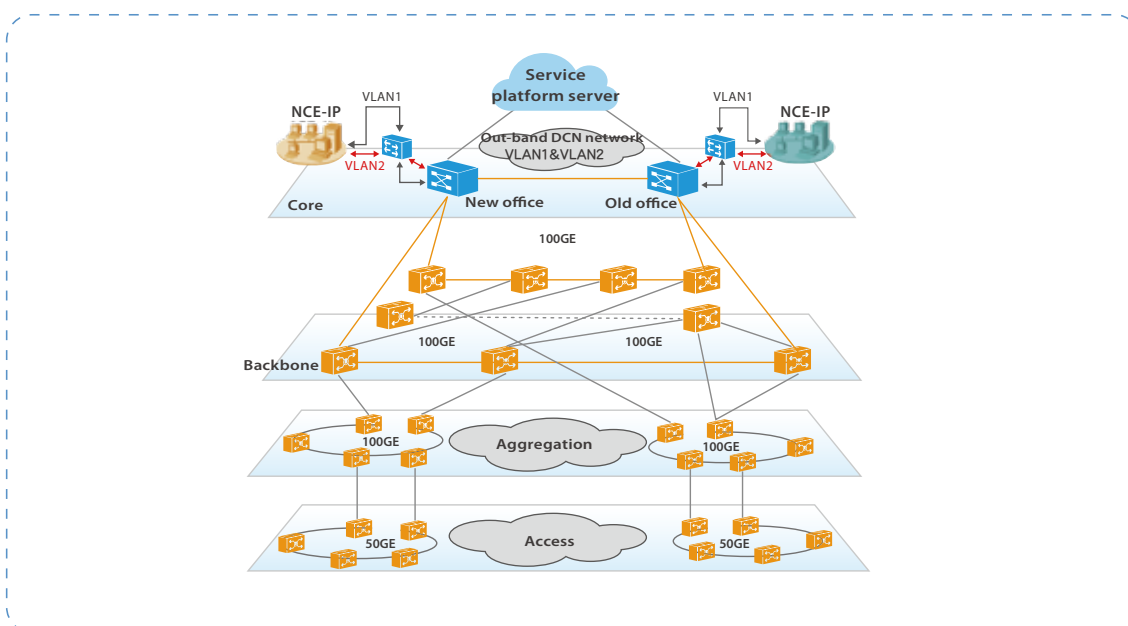 Service
platform server
VLAN1
VLAN1
NCE-IP
NCE-IP
Out-band DCN network
VLAN1&VLAN2
VLAN2
VLAN2
Core
New office
Old office
100GE
100GE
100GE
Backbone
100GE
Aggregation
100GE
50GE
Access
50GE